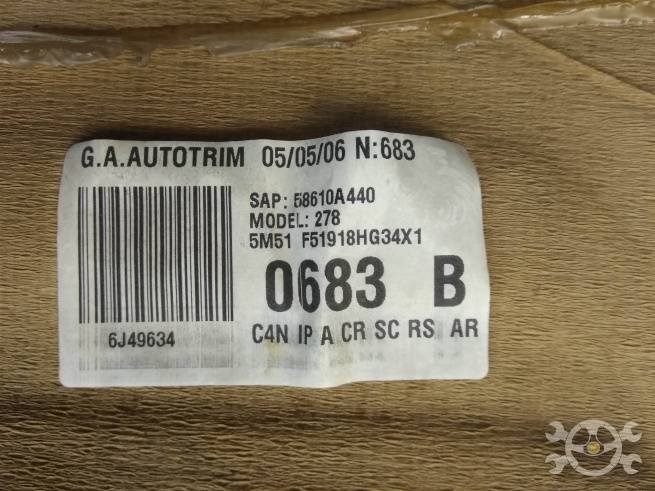 G.A.AUTOTRIM 05/05/06 N:683
SAP: 58610A440
MODEL: 278
5M51 F51918HG34X1
0683 B
6J49634
C4N IP A CR SC RS AR